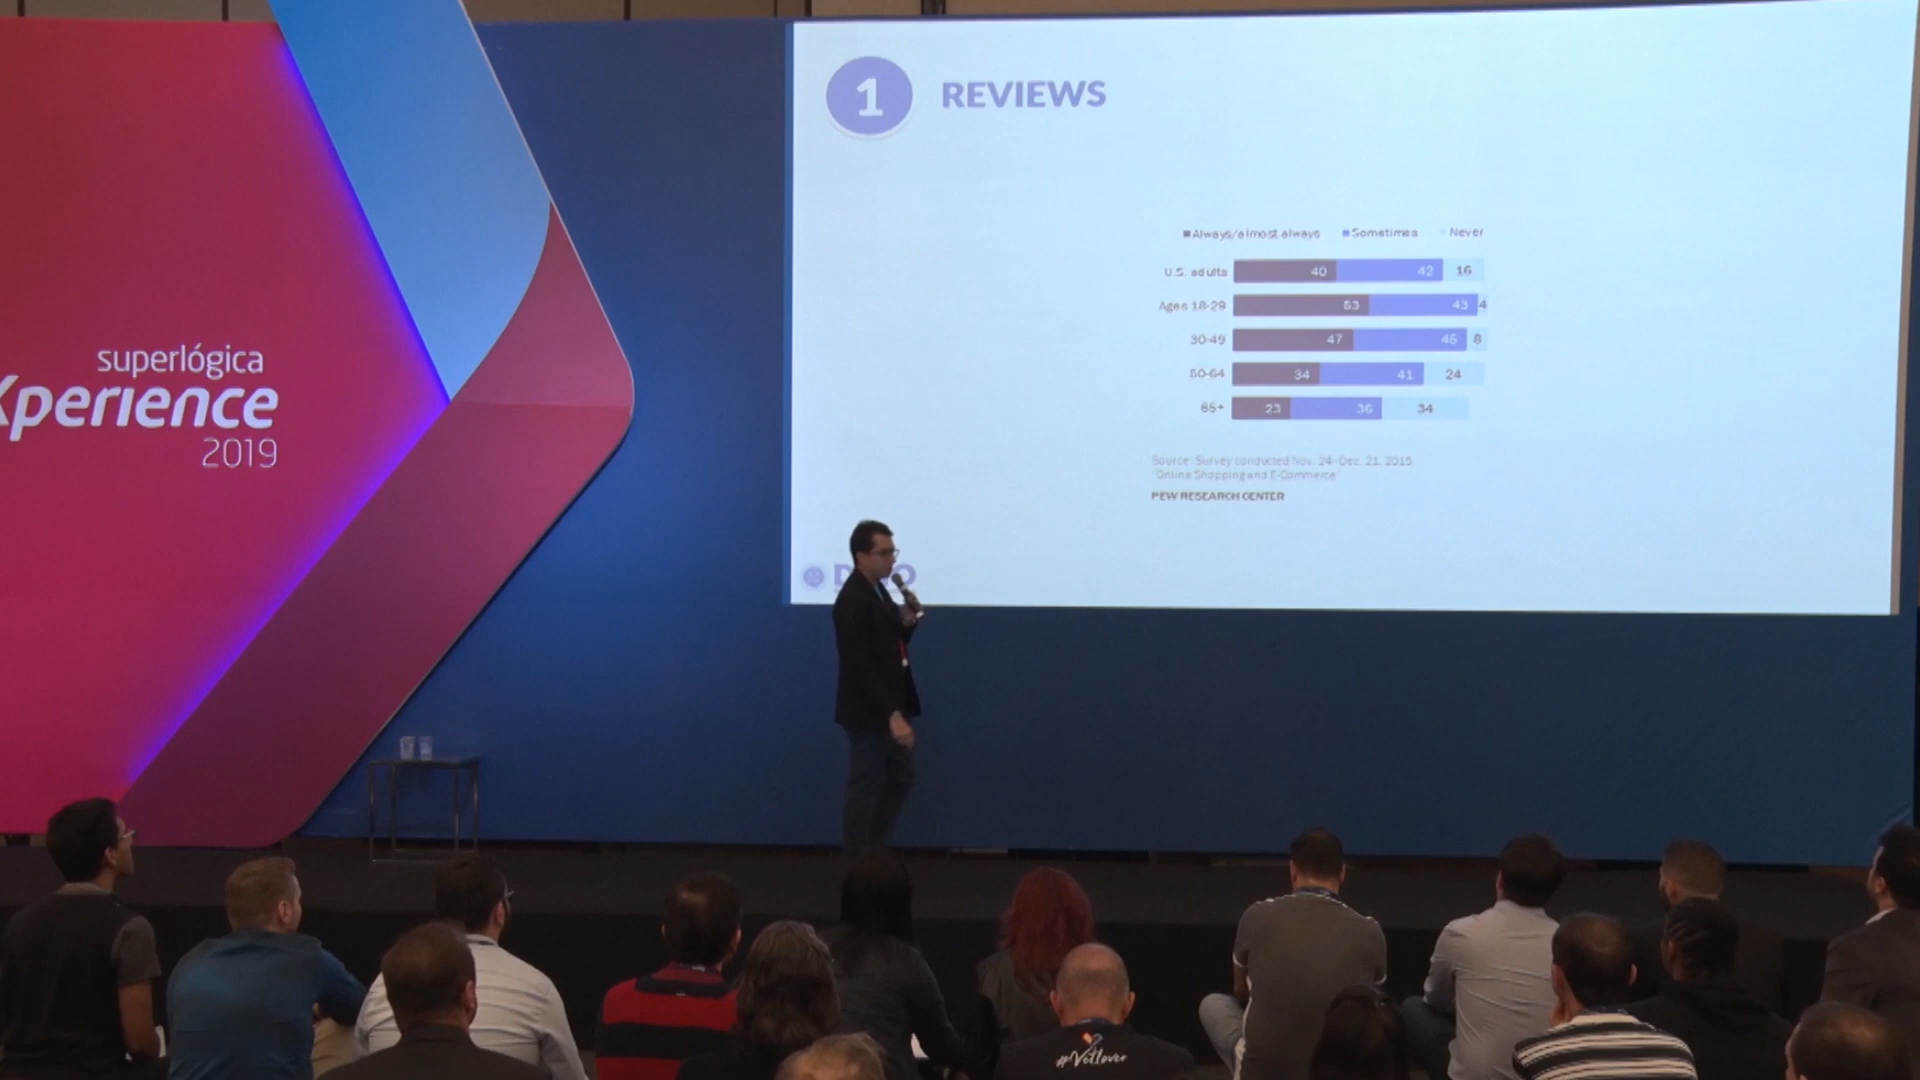 superlógica
Xperience
2019
1 REVIEWS
Always/almost always Sometimes Never
U.S. adults 40 42 16
Ages 18-29 53 43 4
30-49 47 45 8
50-64 34 41 24
65+ 23 36 34
Source: Survey conducted Nov. 24-Dec. 21, 2015.
"Online Shopping and E-Commerce"
PEW RESEARCH CENTER